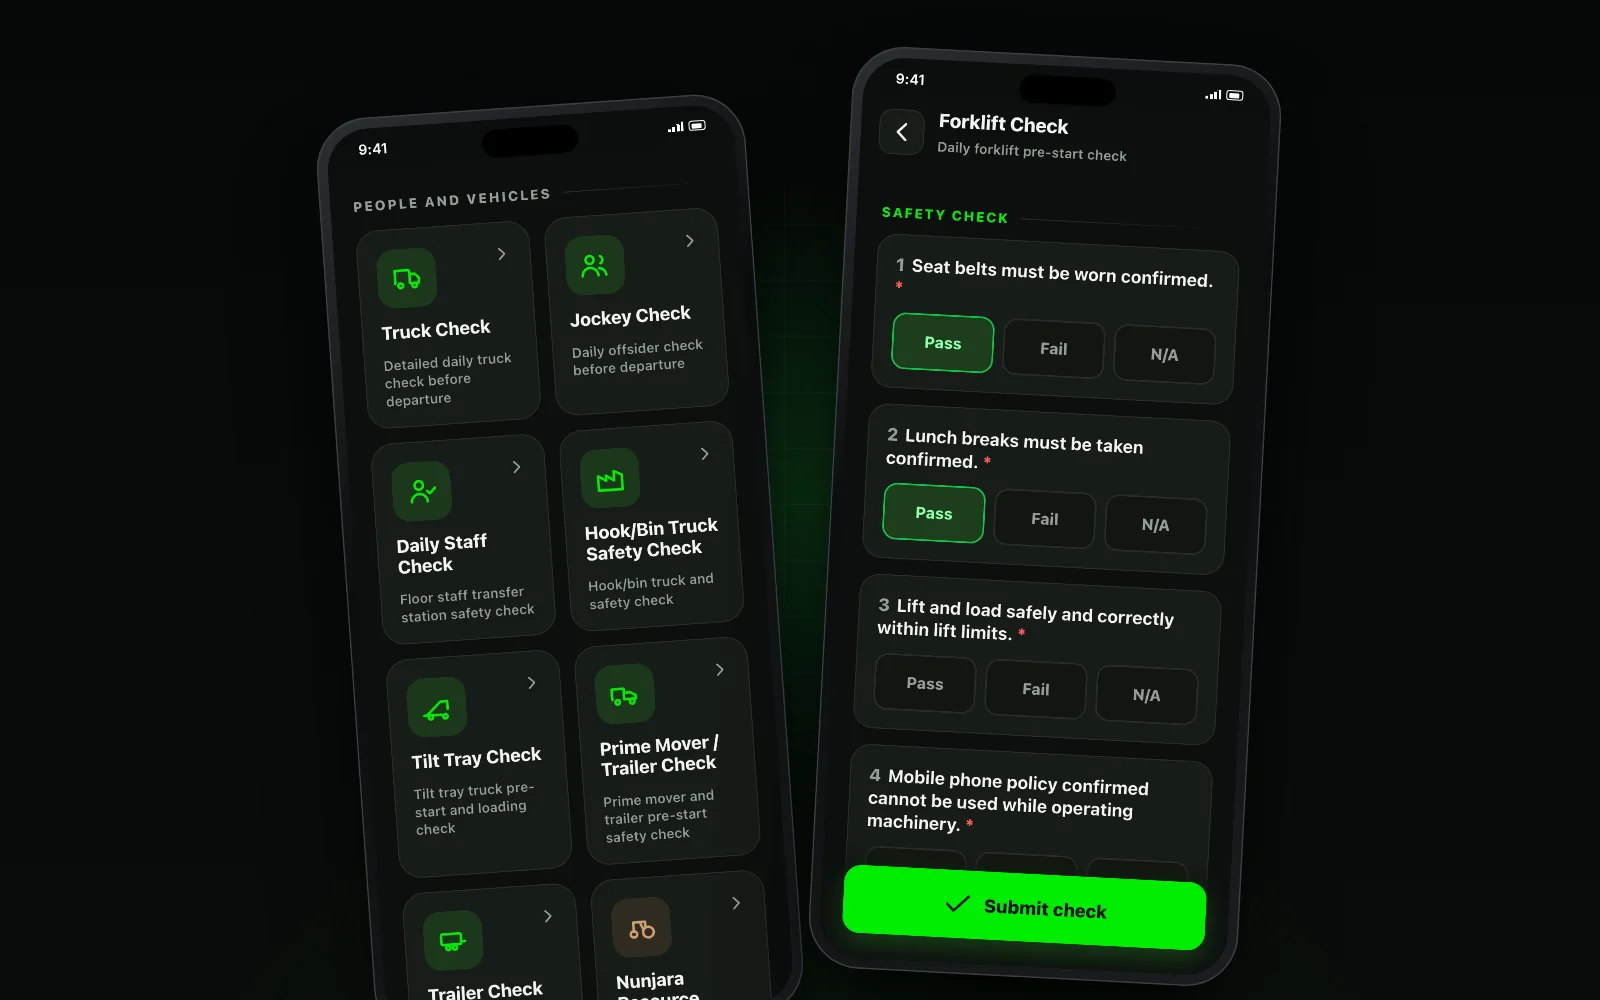 9:41
PEOPLE AND VEHICLES
Truck Check
Detailed daily truck
check before
departure
Jockey Check
Daily offsider check
before departure
Daily Staff
Check
Floor staff transfer
station safety check
Hook/Bin Truck
Safety Check
Hook/bin truck and
safety check
Tilt Tray Check
Tilt tray truck pre-
start and loading
check
Prime Mover /
Trailer Check
Prime mover and
trailer pre-start
safety check
Trailer Check
Nunjara
Resource
9:41
Forklift Check
Daily forklift pre-start check
SAFETY CHECK
1 Seat belts must be worn confirmed.
*
Pass Fail N/A
2 Lunch breaks must be taken
confirmed. *
Pass Fail N/A
3 Lift and load safely and correctly
within lift limits. *
Pass Fail N/A
4 Mobile phone policy confirmed
cannot be used while operating
machinery. *
Submit check